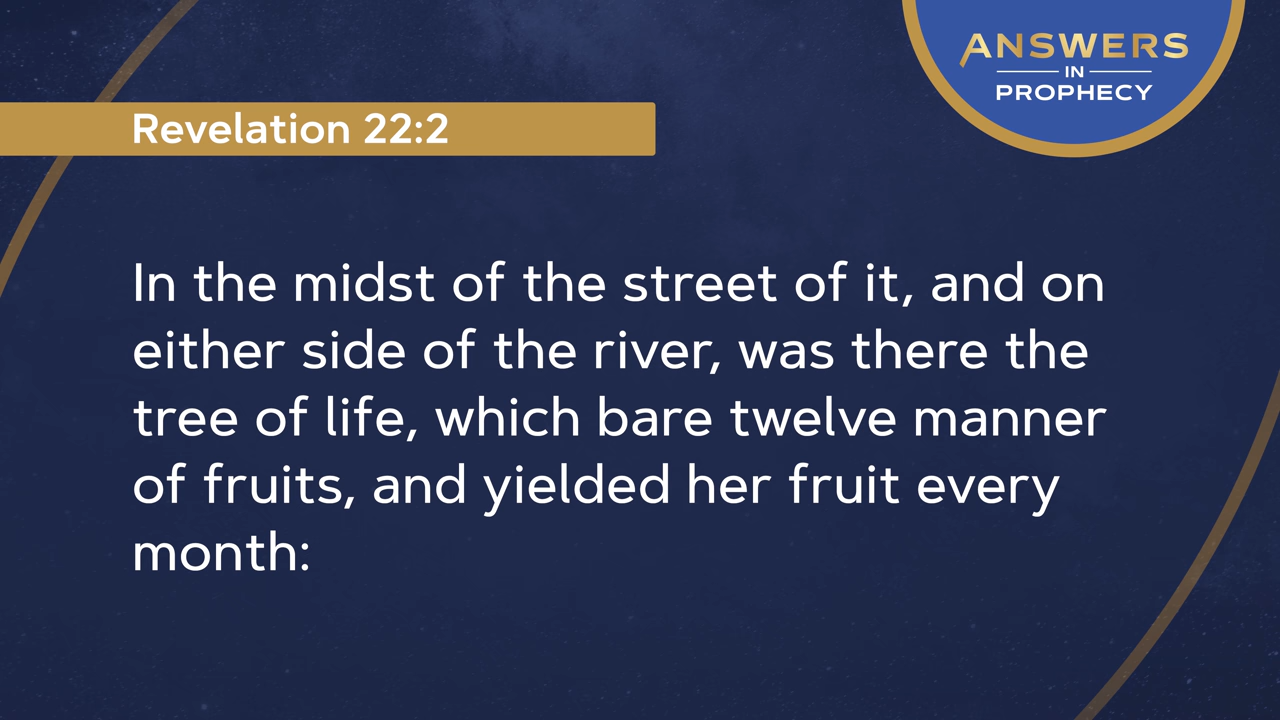 ANSWERS
IN
PROPHECY
Revelation 22:2
In the midst of the street of it, and on
either side of the river, was there the
tree of life, which bare twelve manner
of fruits, and yielded her fruit every
month: